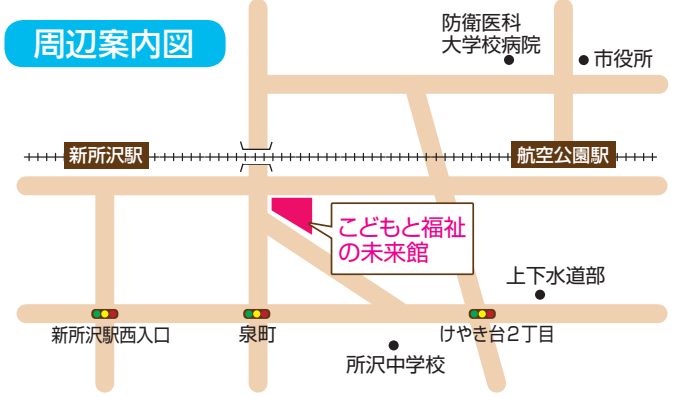 周辺案内図
防衛医科
大学校病院
市役所
新所沢駅
航空公園駅
こどもと福祉
の未来館
上下水道部
新所沢駅西入口
泉町
けやき台2丁目
所沢中学校